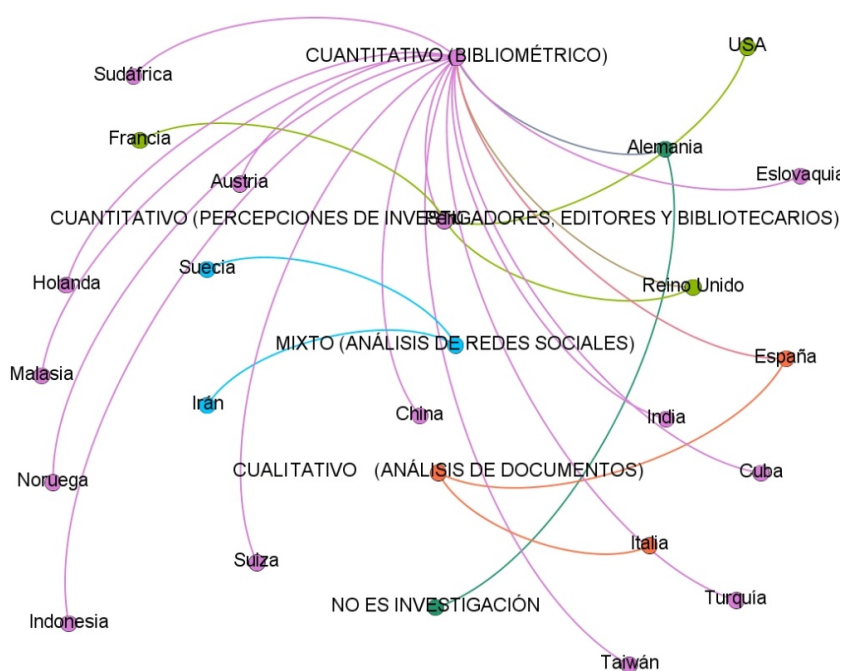 USA
CUANTITATIVO (BIBLIOMÉTRICO)
Sudáfrica
Francia
Alemania
Eslovaquia
Austria
CUANTITATIVO (PERCEPCIONES DE INVESTIGADORES, EDITORES Y BIBLIOTECARIOS)
Perú
Suecia
Holanda
Reino Unido
MIXTO (ANÁLISIS DE REDES SOCIALES)
España
Malasia
Irán
China
India
CUALITATIVO (ANÁLISIS DE DOCUMENTOS)
Cuba
Noruega
Italia
Suiza
Turquía
NO ES INVESTIGACIÓN
Indonesia
Taiwán